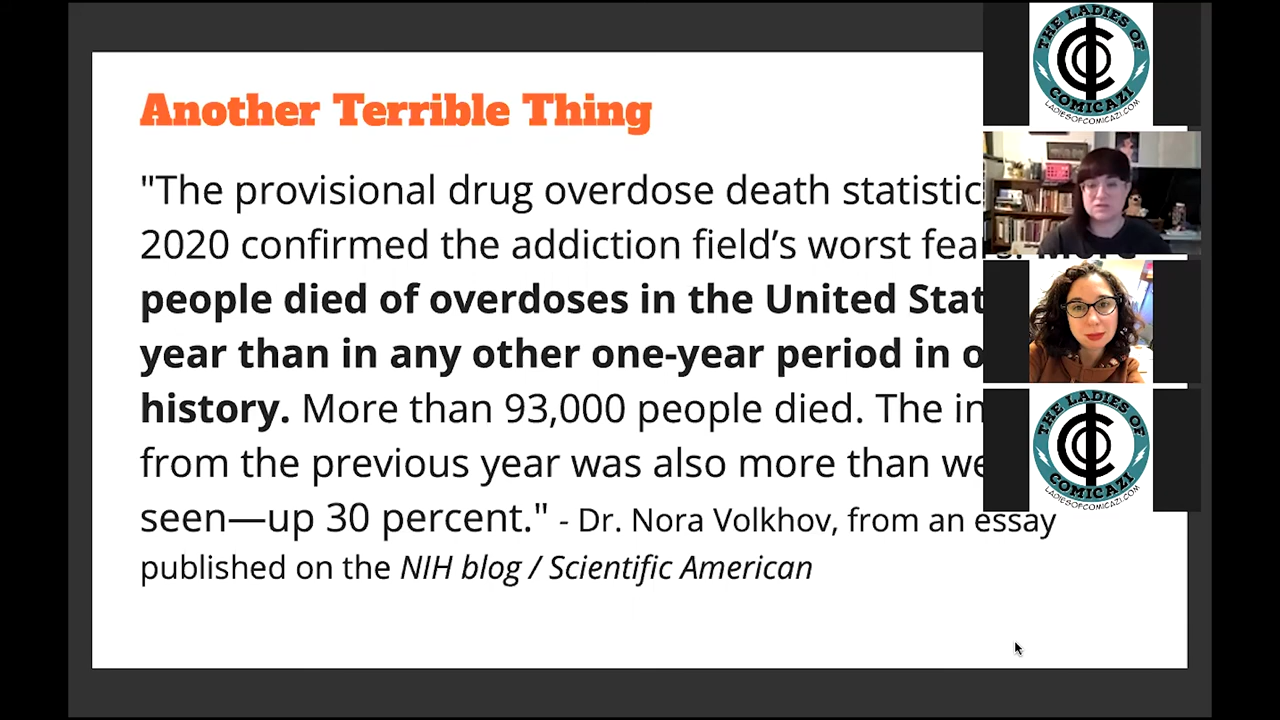 Another Terrible Thing
"The provisional drug overdose death statistic
2020 confirmed the addiction field's worst fears. More
people died of overdoses in the United Stat
year than in any other one-year period in o
history. More than 93,000 people died. The in
from the previous year was also more than we
seen—up 30 percent." - Dr. Nora Volkhov, from an essay
published on the NIH blog / Scientific American
THE LADIES OF
COMICAZI
LADIESOFCOMICAZI.COM
THE LADIES OF
COMICAZI
LADIESOFCOMICAZI.COM